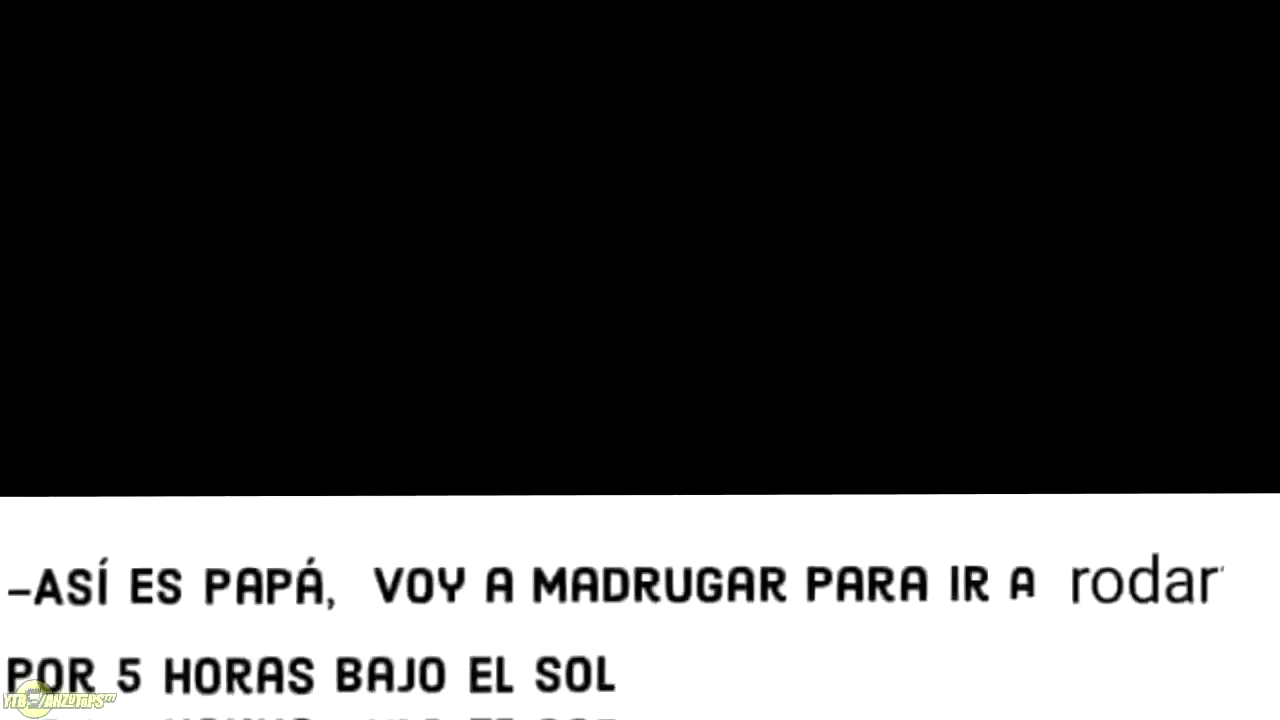 -ASÍ ES PAPÁ, VOY A MADRUGAR PARA IR A rodar
POR 5 HORAS BAJO EL SOL